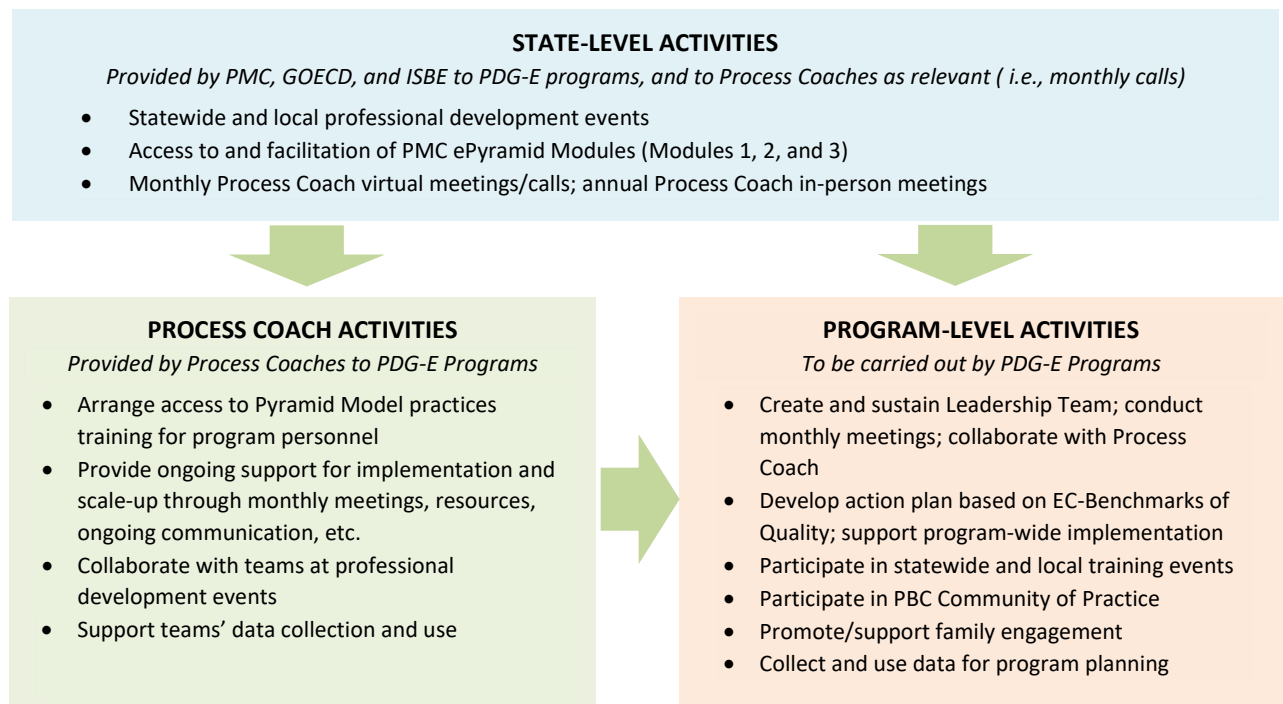 STATE-LEVEL ACTIVITIES
Provided by PMC, GOECD, and ISBE to PDG-E programs, and to Process Coaches as relevant ( i.e., monthly calls)
• Statewide and local professional development events
• Access to and facilitation of PMC ePyramid Modules (Modules 1, 2, and 3)
• Monthly Process Coach virtual meetings/calls; annual Process Coach in-person meetings
PROCESS COACH ACTIVITIES
Provided by Process Coaches to PDG-E Programs
• Arrange access to Pyramid Model practices
training for program personnel
• Provide ongoing support for implementation and
scale-up through monthly meetings, resources,
ongoing communication, etc.
• Collaborate with teams at professional
development events
• Support teams’ data collection and use
PROGRAM-LEVEL ACTIVITIES
To be carried out by PDG-E Programs
• Create and sustain Leadership Team; conduct
monthly meetings; collaborate with Process
Coach
• Develop action plan based on EC-Benchmarks of
Quality; support program-wide implementation
• Participate in statewide and local training events
• Participate in PBC Community of Practice
• Promote/support family engagement
• Collect and use data for program planning